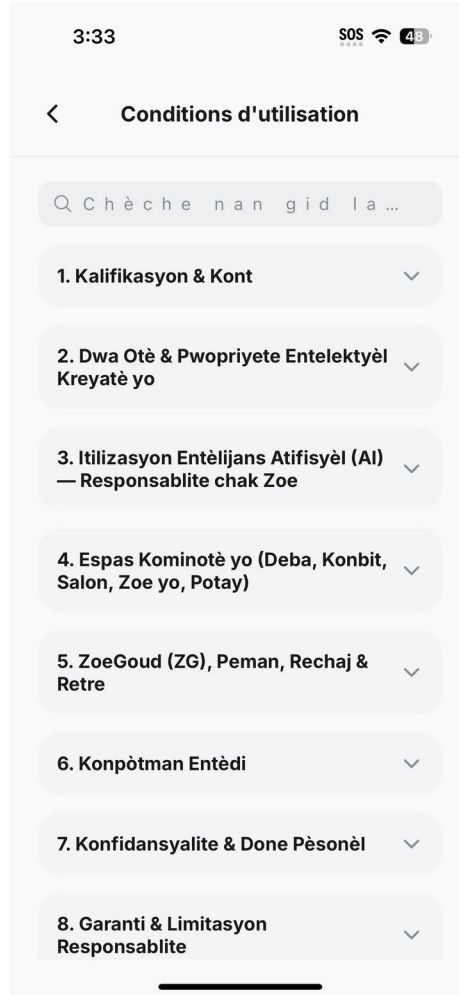 3:33
SOS
48
Conditions d'utilisation
Chèche nan gid la...
1. Kalifikasyon & Kont
2. Dwa Otè & Pwopriyete Entelektyèl
Kreyatè yo
3. Itilizasyon Entèlijans Atifisyèl (AI)
— Responsablite chak Zoe
4. Espas Kominotè yo (Deba, Konbit,
Salon, Zoe yo, Potay)
5. ZoeGoud (ZG), Peman, Rechaj &
Retre
6. Konpòtman Entèdi
7. Konfidansyalite & Done Pèsonèl
8. Garanti & Limitasyon
Responsablite